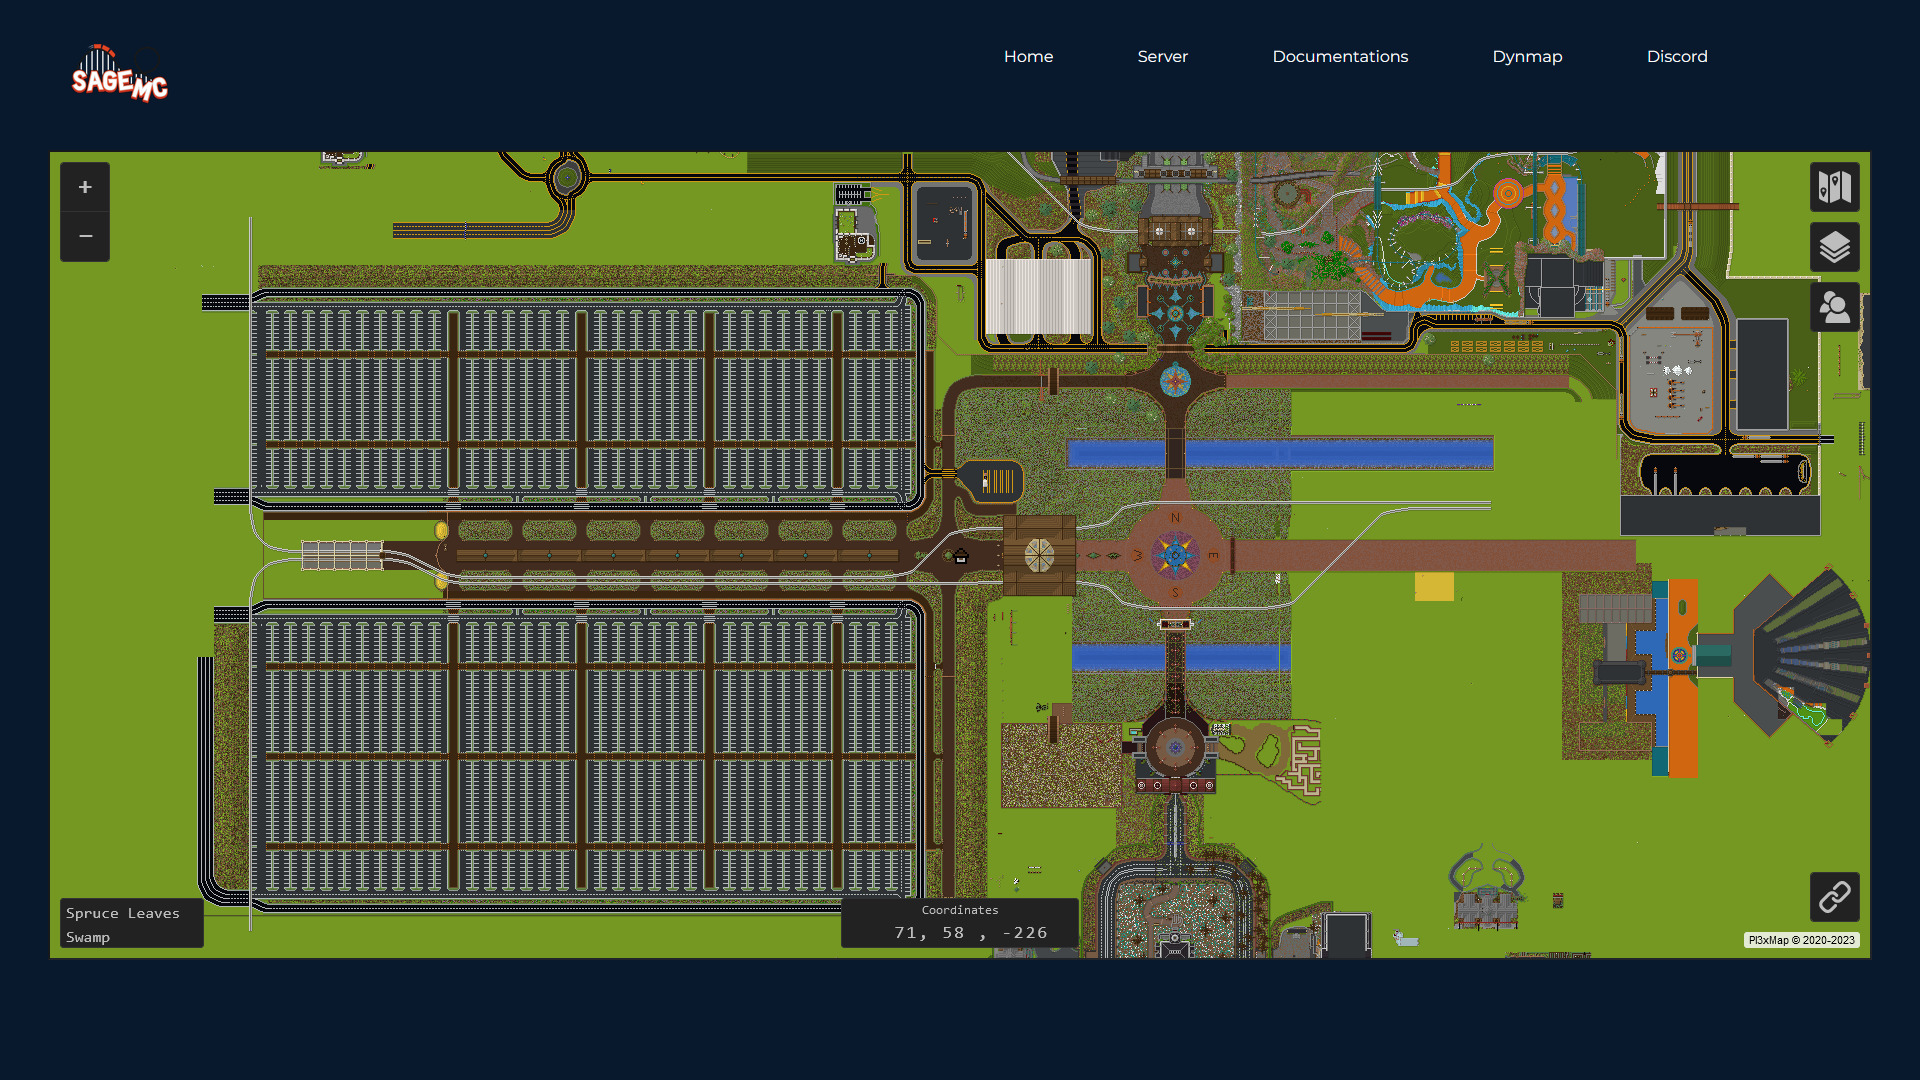 SAGEMC
Home
Server
Documentations
Dynmap
Discord
+
−
N
W
E
S
Spruce Leaves
Swamp
Coordinates
71, 58 , -226
Pl3xMap © 2020-2023